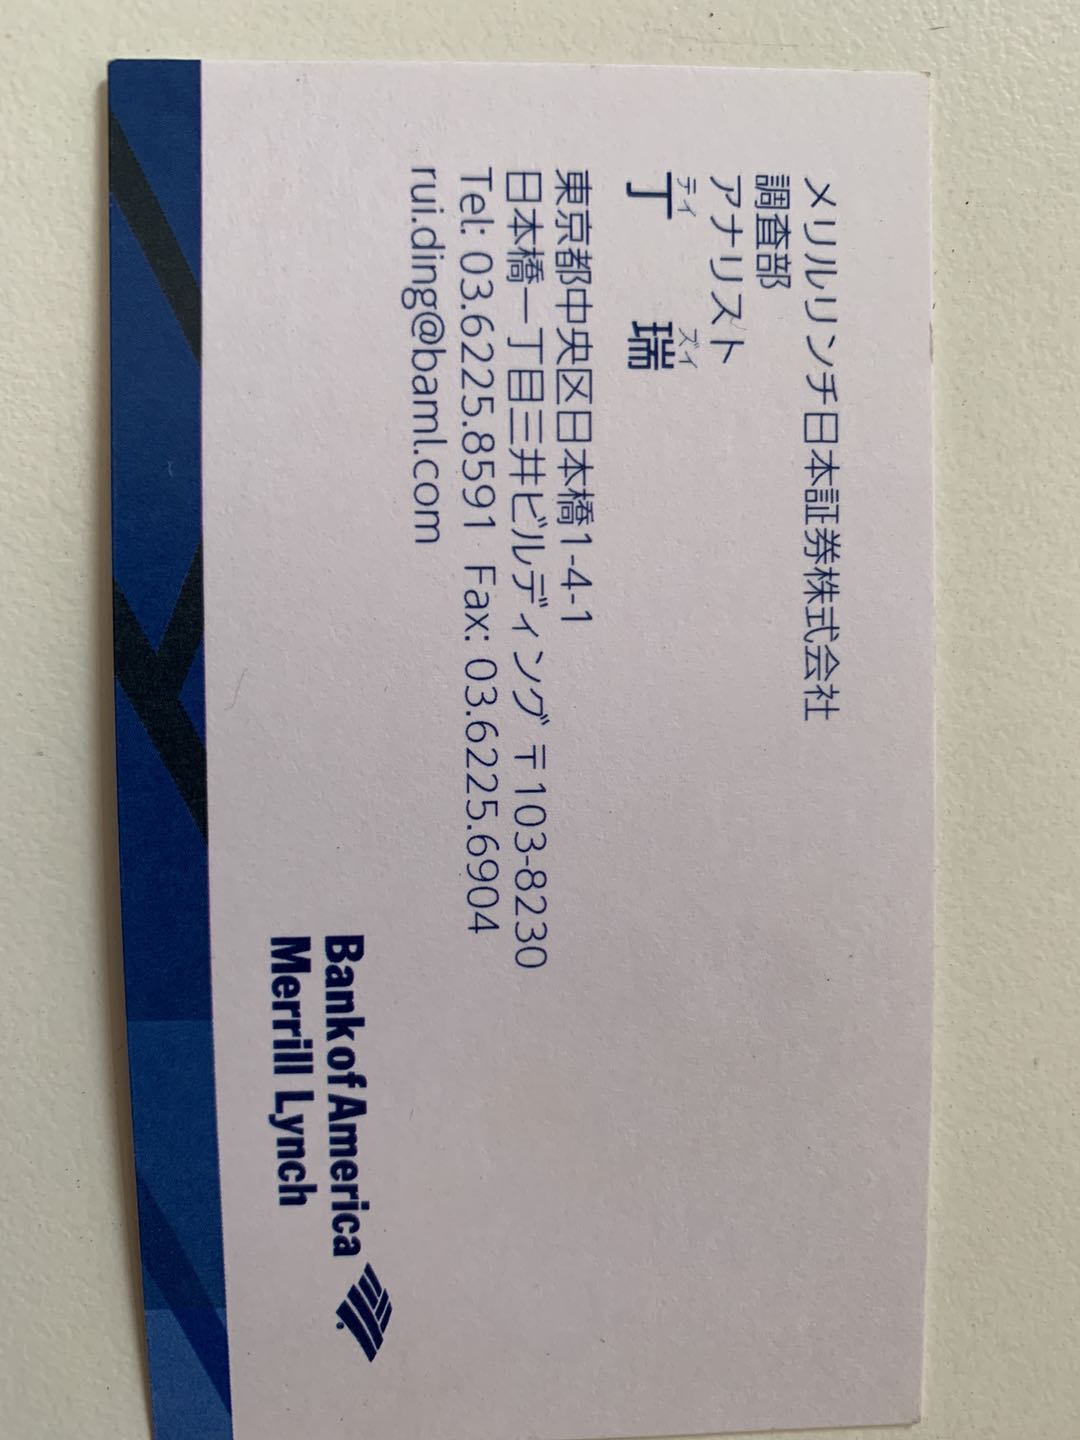 メリルリンチ日本証券株式会社
調査部
アナリスト
テイ ズイ
丁 瑞
東京都中央区日本橋1-4-1
日本橋一丁目三井ビルディング 〒103-8230
Tel: 03.6225.8591 Fax: 03.6225.6904
rui.ding@baml.com
Bank of America
Merrill Lynch